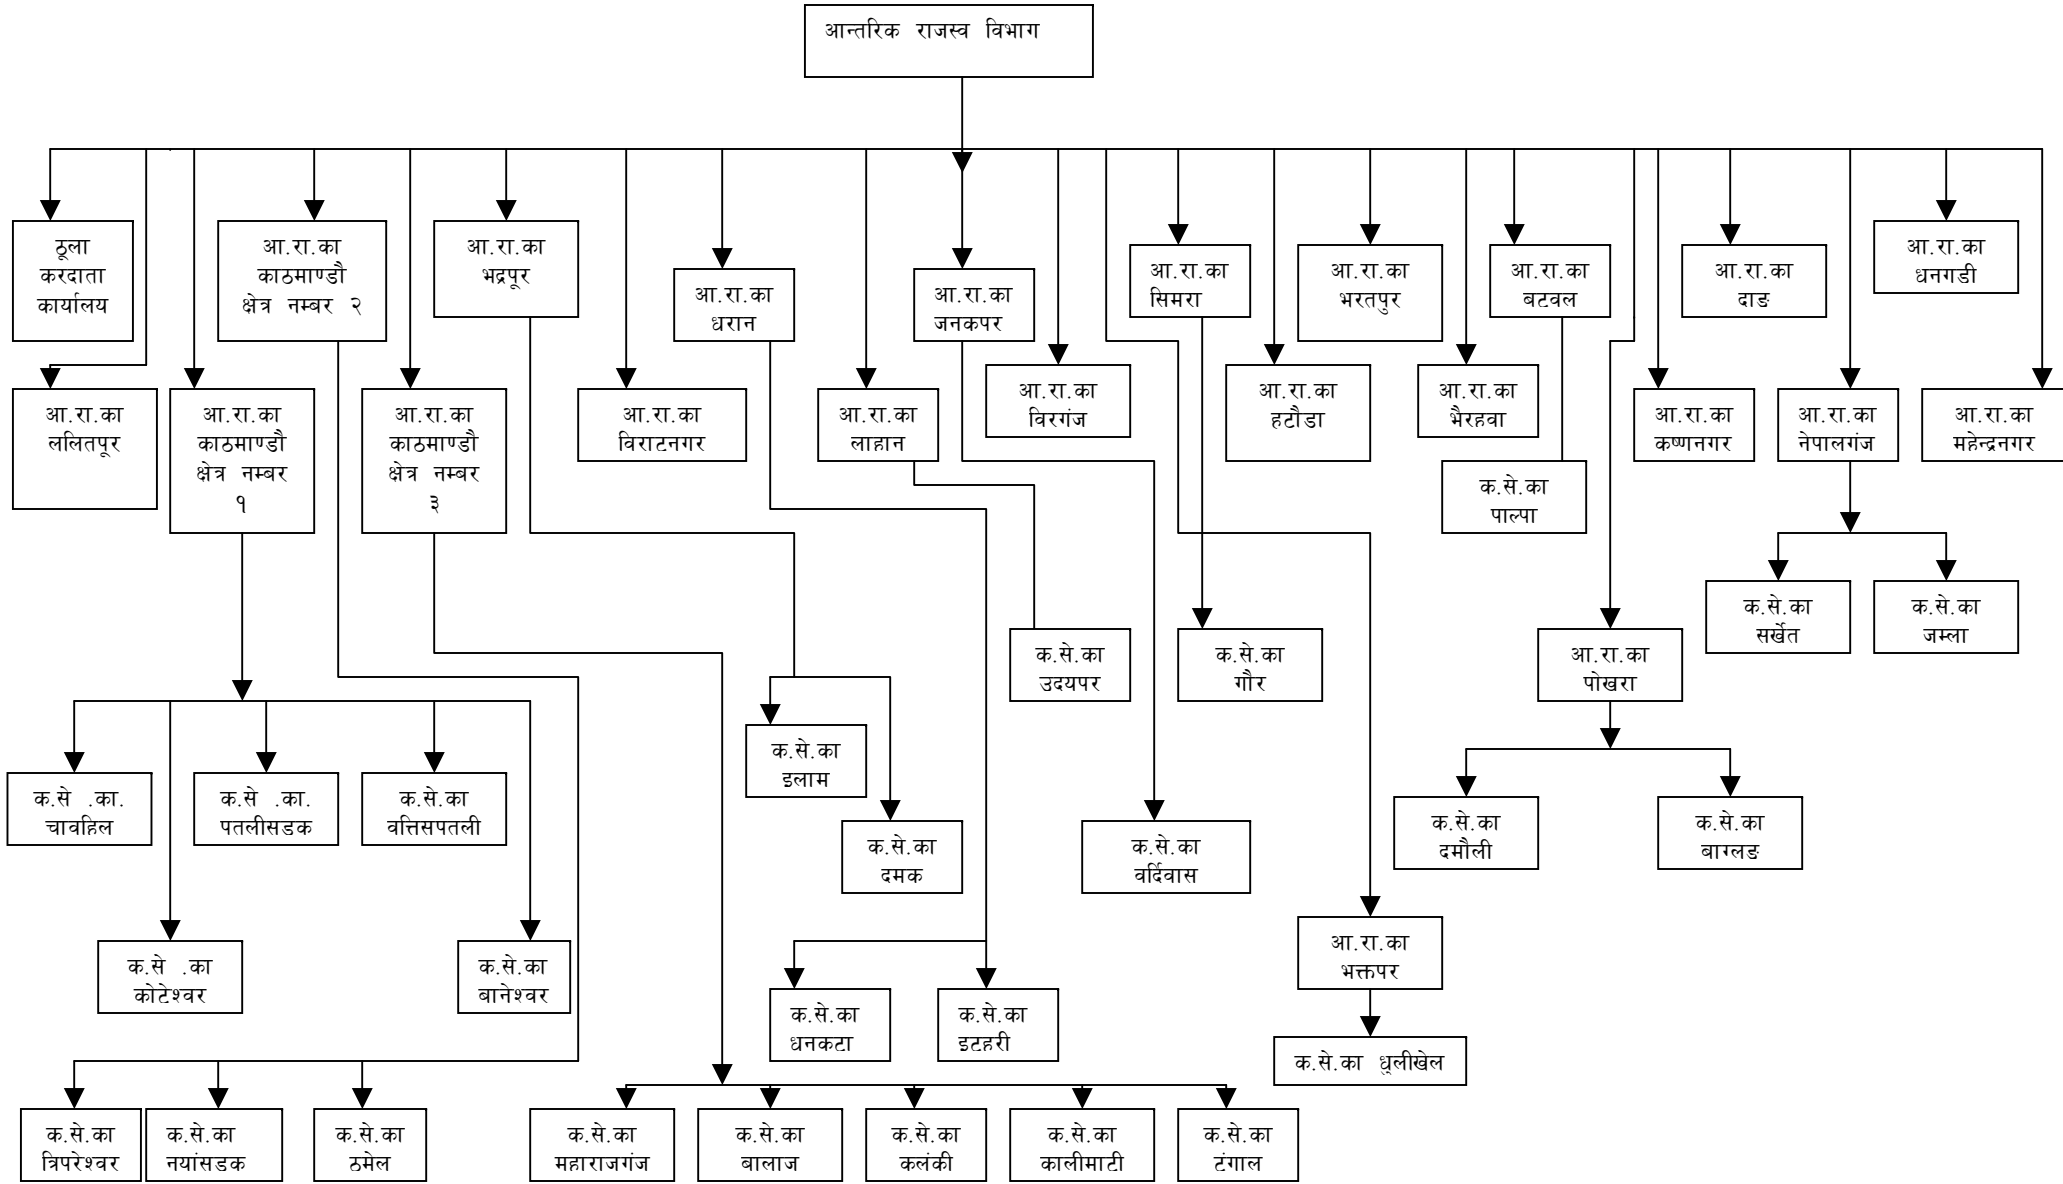 आन्तरिक राजस्व विभाग
ठूला
करदाता
कार्यालय
आ.रा.का
काठमाण्डौ
क्षेत्र नम्बर २
आ.रा.का
भद्रपूर
आ.रा.का
धरान
आ.रा.का
जनकपर
आ.रा.का
सिमरा
आ.रा.का
भरतपुर
आ.रा.का
बटवल
आ.रा.का
दाङ
आ.रा.का
धनगडी
आ.रा.का
ललितपूर
आ.रा.का
काठमाण्डौ
क्षेत्र नम्बर
१
आ.रा.का
काठमाण्डौ
क्षेत्र नम्बर
३
आ.रा.का
विराटनगर
आ.रा.का
लाहान
आ.रा.का
विरगंज
आ.रा.का
हटौडा
आ.रा.का
भैरहवा
आ.रा.का
कष्णनगर
आ.रा.का
नेपालगंज
आ.रा.का
महेन्द्रनगर
क.से.का
पाल्पा
क.से.का
सर्खेत
क.से.का
जम्ला
क.से.का
उदयपर
क.से.का
गौर
आ.रा.का
पोखरा
क.से .का.
चावहिल
क.से .का.
पतलीसडक
क.से.का
वत्तिसपतली
क.से.का
इलाम
क.से.का
दमक
क.से.का
वर्दिवास
क.से.का
दमौली
क.से.का
बाग्लङ
क.से .का
कोटेश्वर
क.से.का
बानेश्वर
क.से.का
धनकटा
क.से.का
इटहरी
आ.रा.का
भक्तपर
क.से.का धुलीखेल
क.से.का
त्रिपरेश्वर
क.से.का
नयांसडक
क.से.का
ठमेल
क.से.का
महाराजगंज
क.से.का
बालाज
क.से.का
कलंकी
क.से.का
कालीमाटी
क.से.का
टंगाल